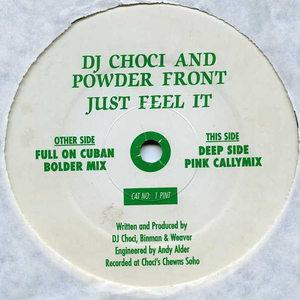 DJ CHOCI AND
POWDER FRONT
JUST FEEL IT
OTHER SIDE
FULL ON CUBAN
BOLDER MIX
THIS SIDE
DEEP SIDE
PINK CALLYMIX
CAT NO: 1 PINT
Written and Produced by
DJ Choci, Binman & Weaver
Engineered by Andy Alder
Recorded at Choci's Chewns Soho